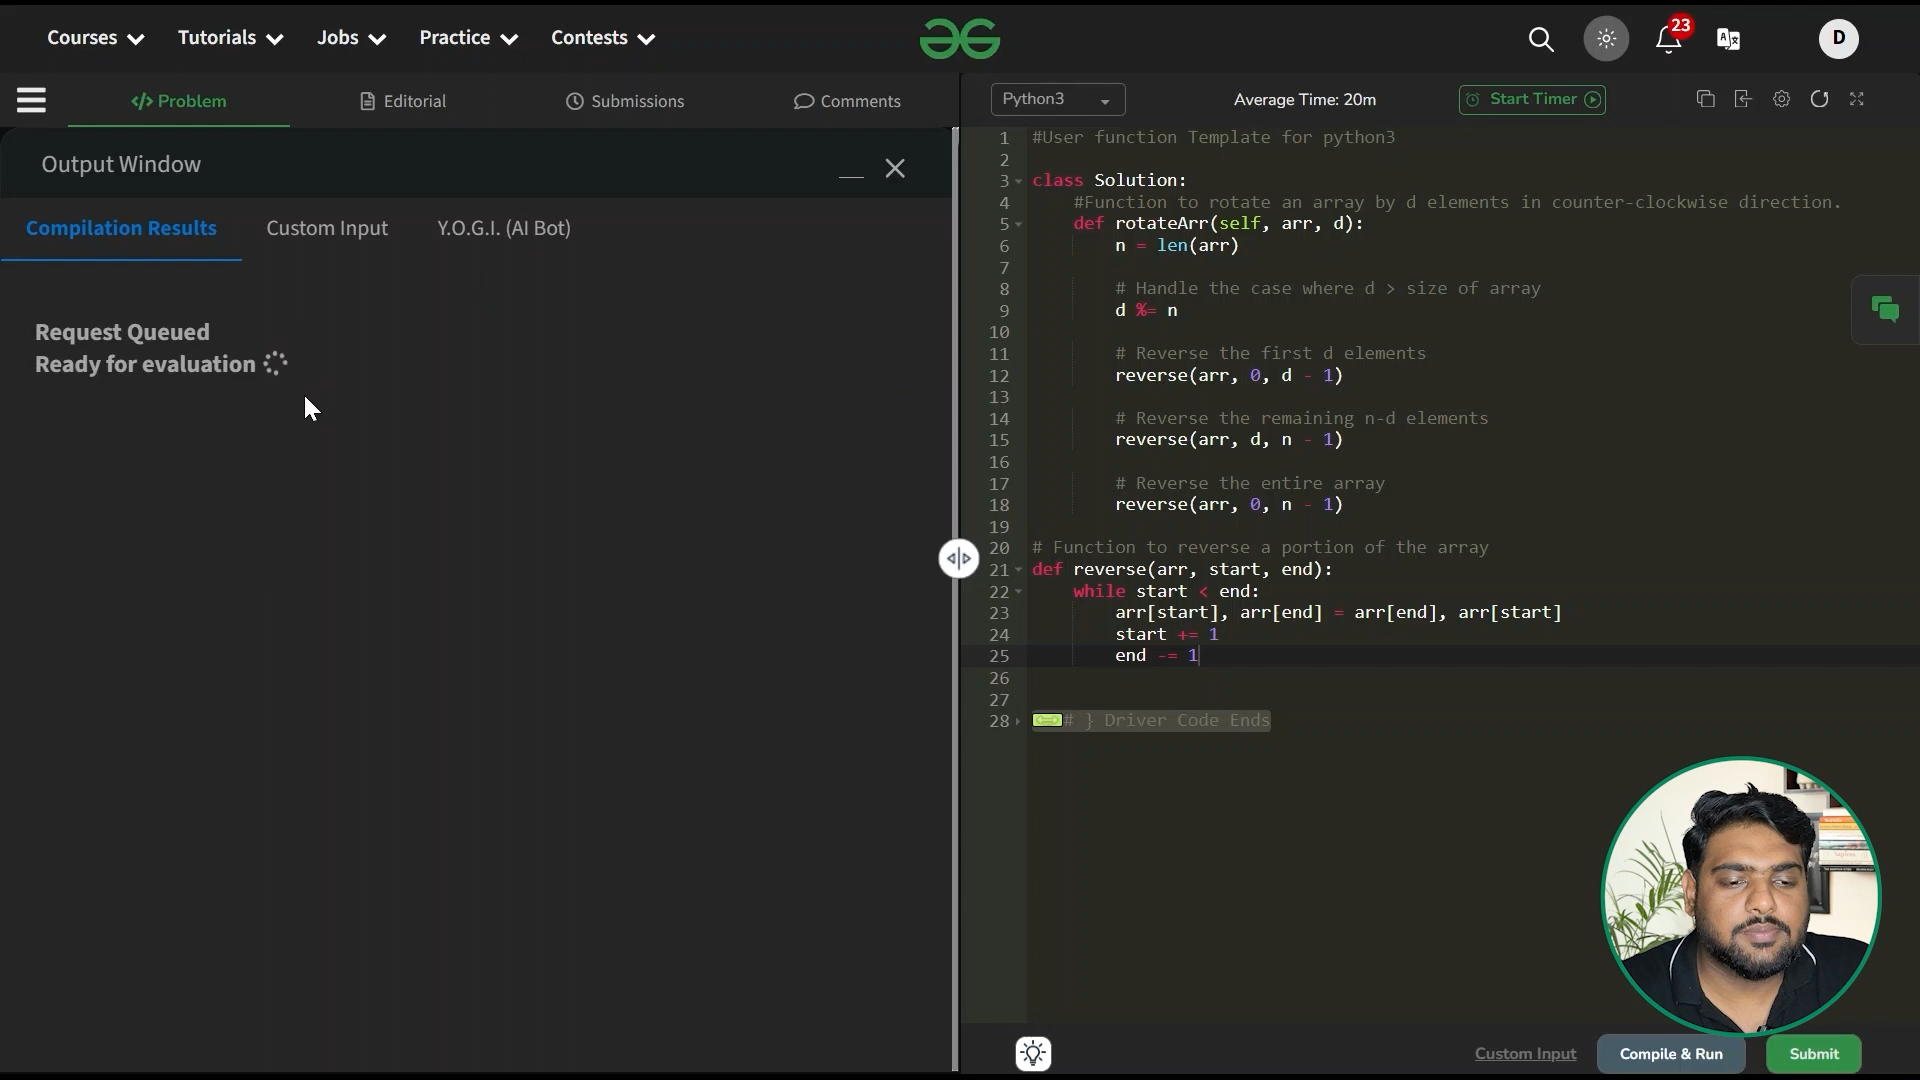 Courses Tutorials Jobs Practice Contests
23
D
Problem Editorial Submissions Comments
Python3 Average Time: 20m Start Timer
Output Window
Compilation Results Custom Input Y.O.G.I. (AI Bot)
Request Queued
Ready for evaluation
1 #User function Template for python3
2
3 class Solution:
4 #Function to rotate an array by d elements in counter-clockwise direction.
5 def rotateArr(self, arr, d):
6 n = len(arr)
7
8 # Handle the case where d > size of array
9 d %= n
10
11 # Reverse the first d elements
12 reverse(arr, 0, d - 1)
13
14 # Reverse the remaining n-d elements
15 reverse(arr, d, n - 1)
16
17 # Reverse the entire array
18 reverse(arr, 0, n - 1)
19
20 # Function to reverse a portion of the array
21 def reverse(arr, start, end):
22 while start < end:
23 arr[start], arr[end] = arr[end], arr[start]
24 start += 1
25 end -= 1
26
27
28 # } Driver Code Ends
Custom Input Compile & Run Submit